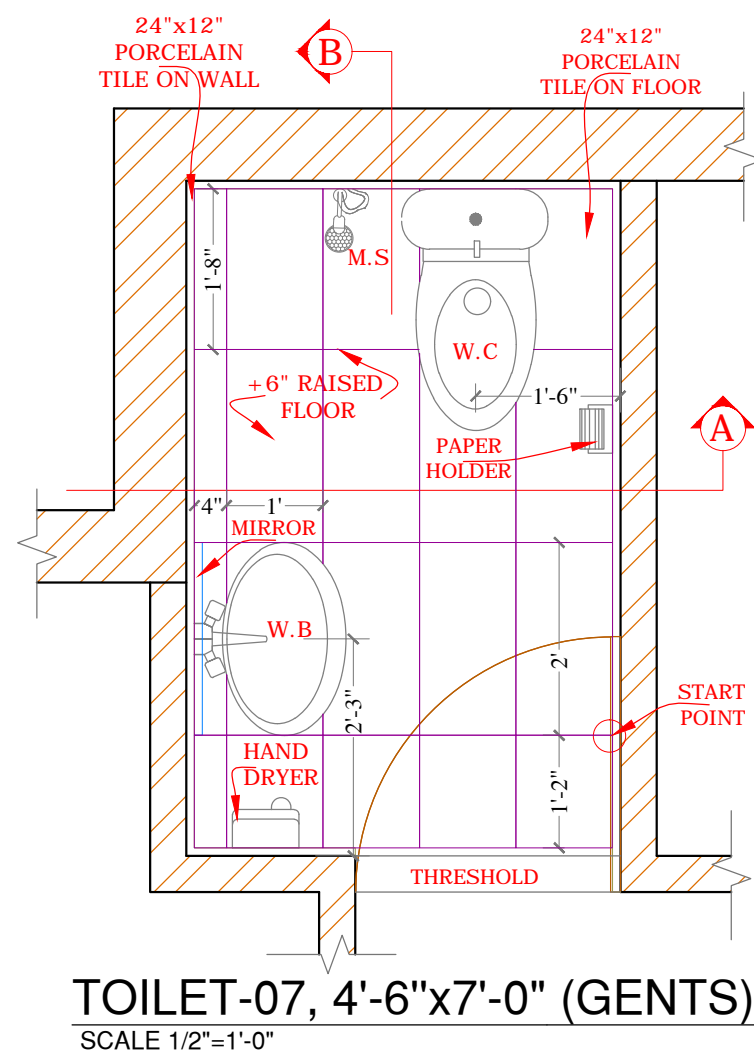 24"x12"
PORCELAIN
TILE ON WALL
B
24"x12"
PORCELAIN
TILE ON FLOOR
M.S
1'-8"
W.C
+6" RAISED
FLOOR
1'-6"
A
PAPER
HOLDER
4"
1'
MIRROR
W.B
2'
2'-3"
START
POINT
HAND
DRYER
1'-2"
THRESHOLD
TOILET-07, 4'-6"x7'-0" (GENTS)
SCALE 1/2"=1'-0"